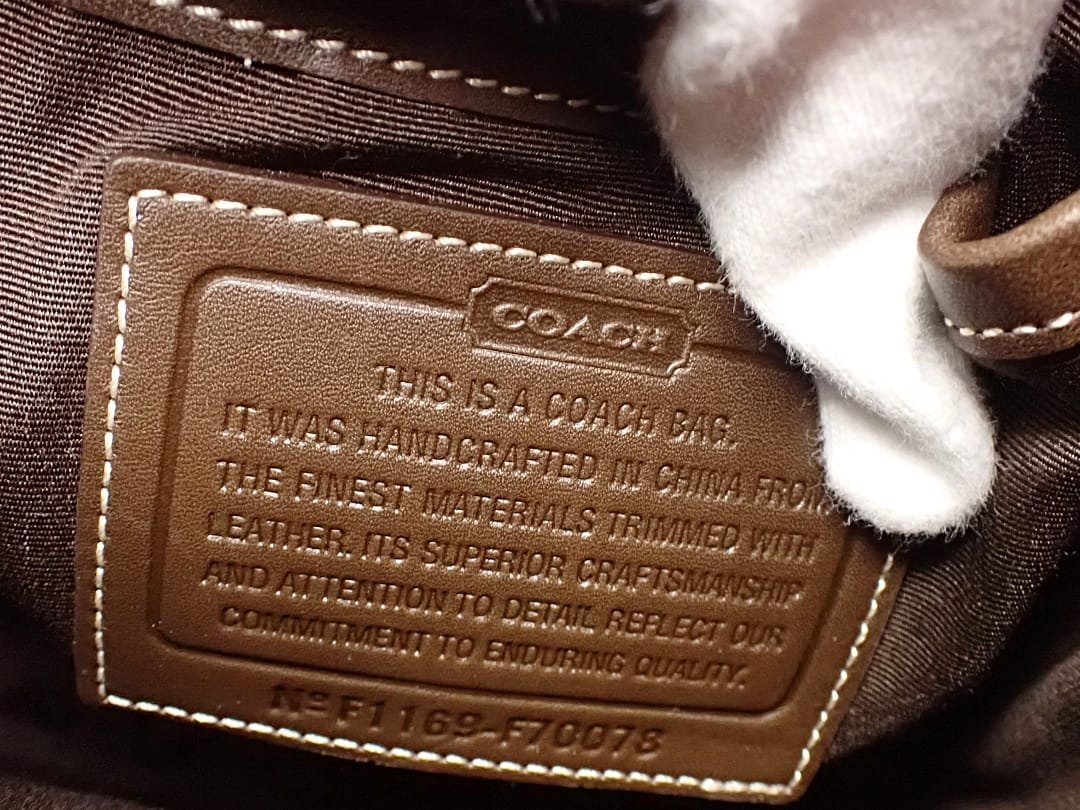 COACH
THIS IS A COACH BAG.
IT WAS HANDCRAFTED IN CHINA FROM
THE FINEST MATERIALS TRIMMED WITH
LEATHER. ITS SUPERIOR CRAFTSMANSHIP
AND ATTENTION TO DETAIL REFLECT OUR
COMMITMENT TO ENDURING QUALITY.
Nº F1169-F70078